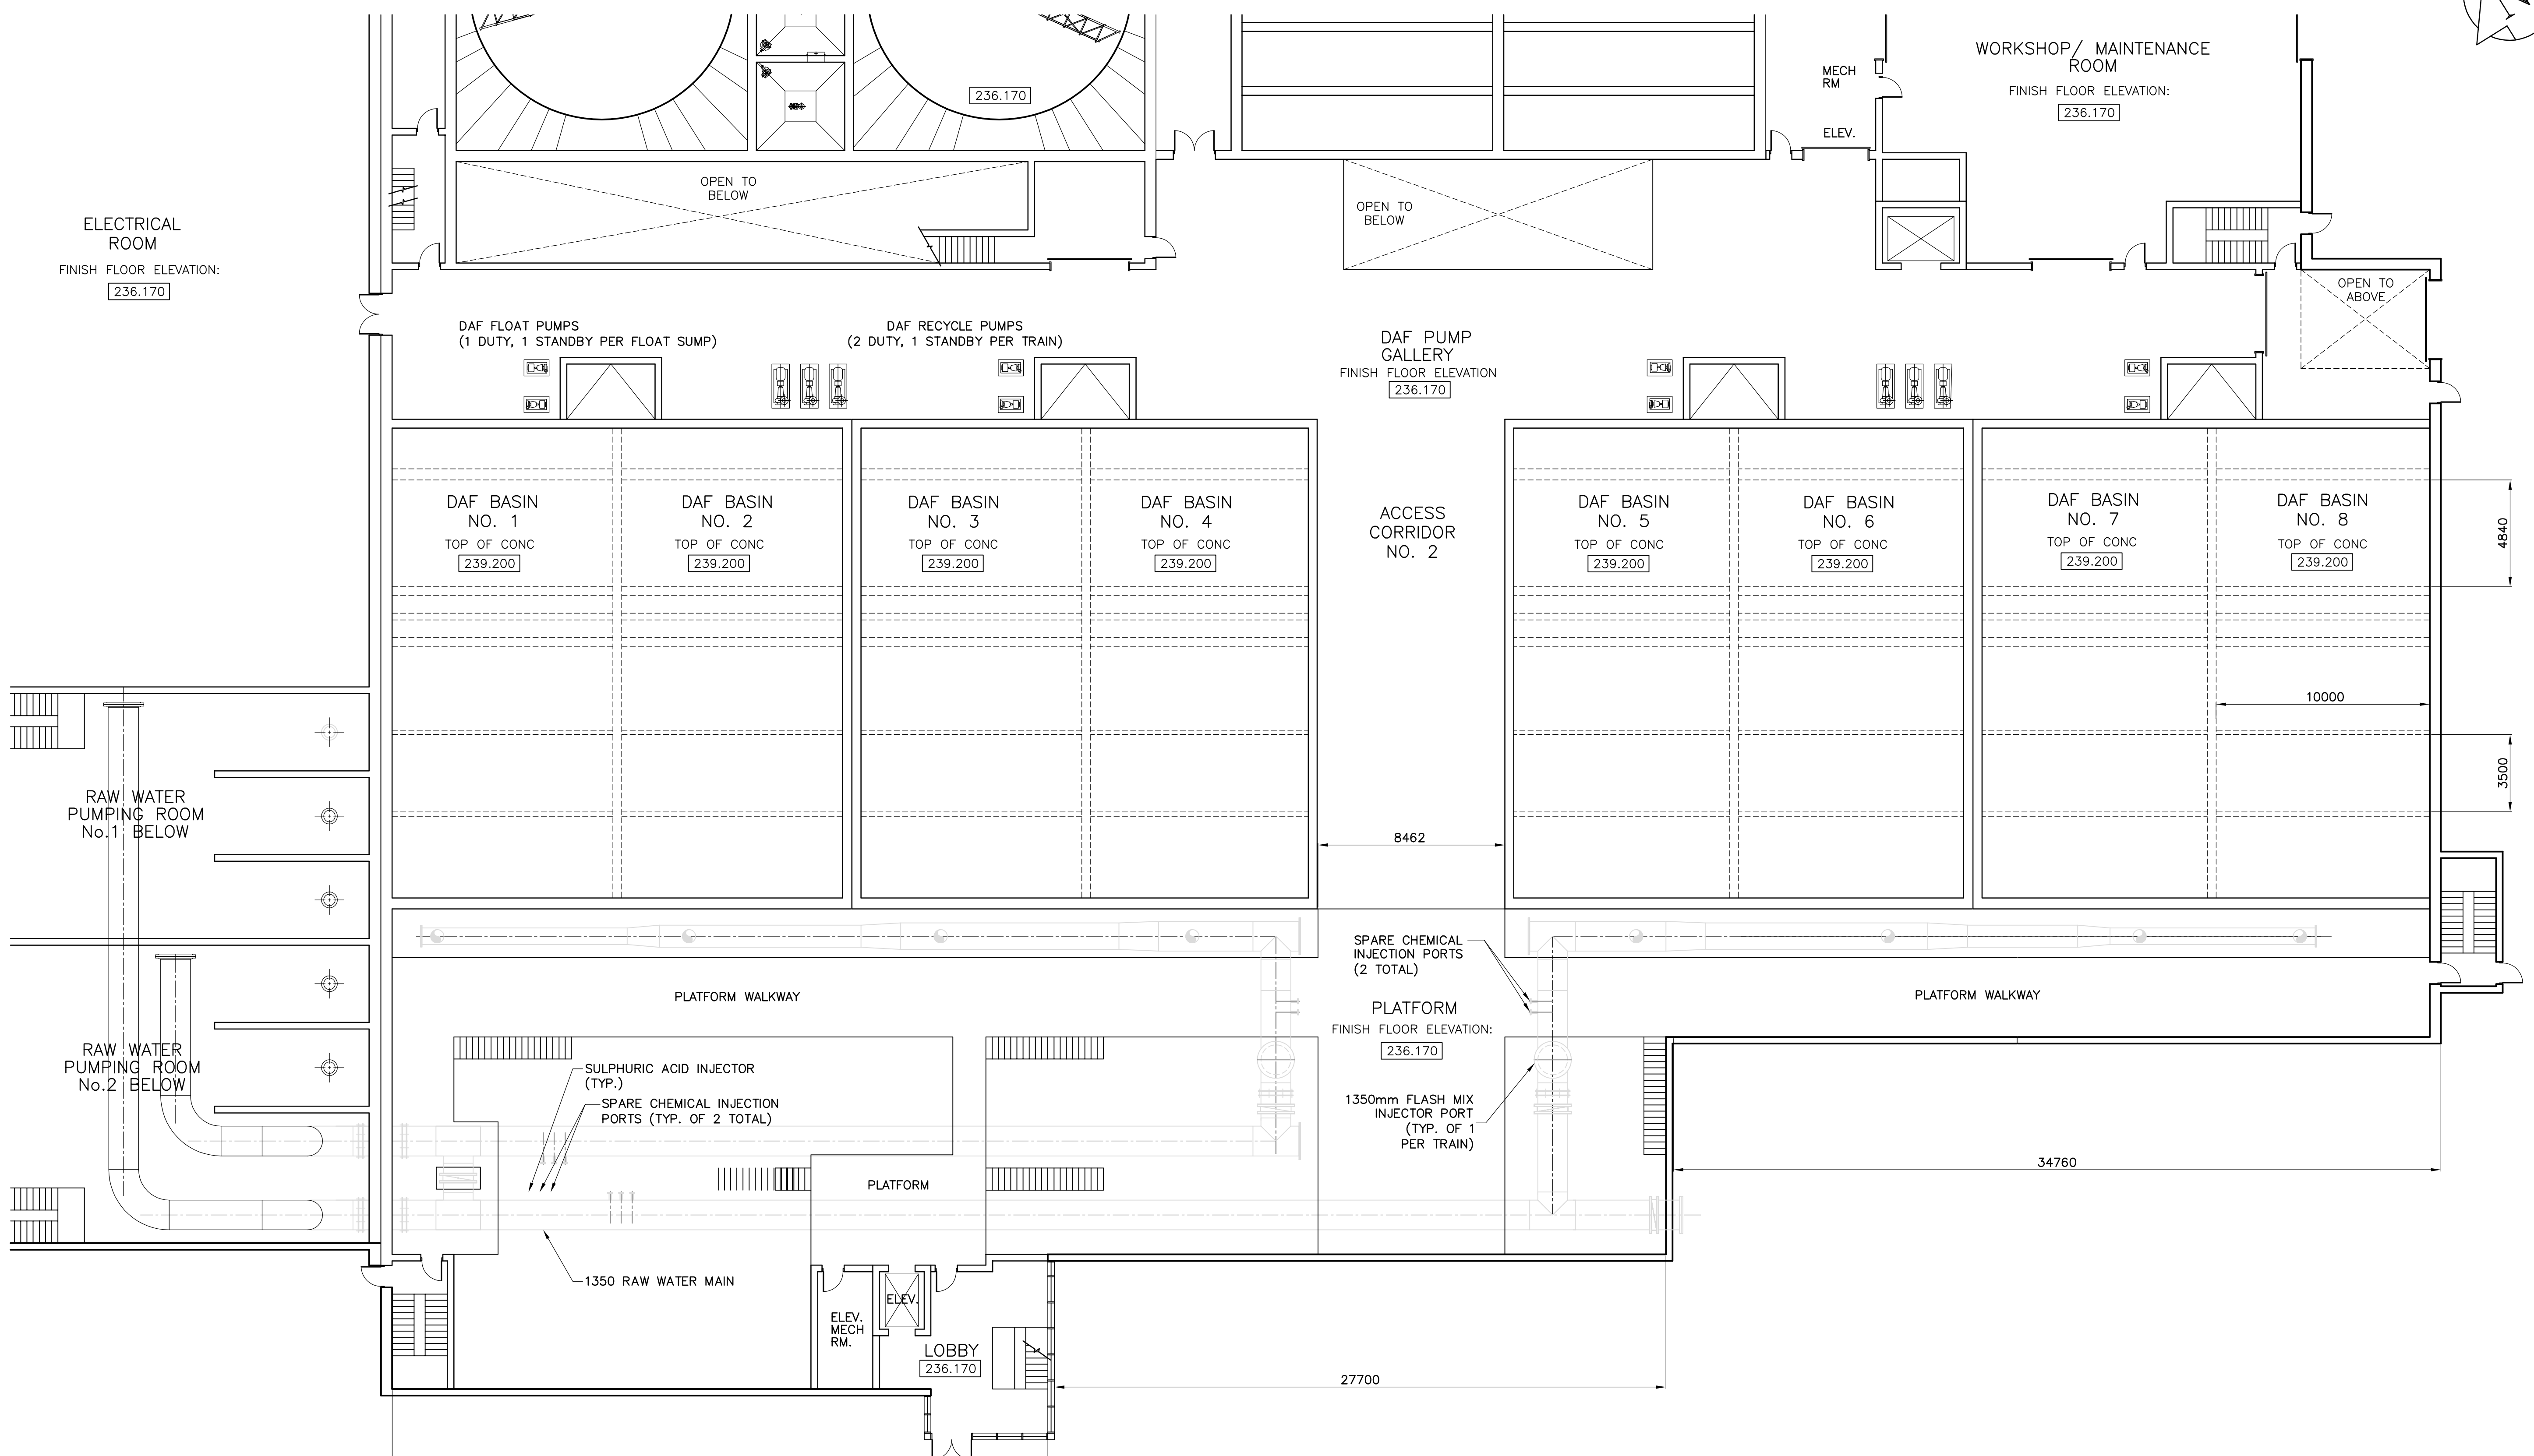 WORKSHOP/ MAINTENANCE
ROOM
FINISH FLOOR ELEVATION:
236.170
MECH
RM
ELEV.
236.170
OPEN TO
BELOW
OPEN TO
BELOW
ELECTRICAL
ROOM
FINISH FLOOR ELEVATION:
236.170
OPEN TO
ABOVE
DAF FLOAT PUMPS
(1 DUTY, 1 STANDBY PER FLOAT SUMP)
DAF RECYCLE PUMPS
(2 DUTY, 1 STANDBY PER TRAIN)
DAF PUMP
GALLERY
FINISH FLOOR ELEVATION
236.170
DAF BASIN
NO. 1
TOP OF CONC
239.200
DAF BASIN
NO. 2
TOP OF CONC
239.200
DAF BASIN
NO. 3
TOP OF CONC
239.200
DAF BASIN
NO. 4
TOP OF CONC
239.200
ACCESS
CORRIDOR
NO. 2
DAF BASIN
NO. 5
TOP OF CONC
239.200
DAF BASIN
NO. 6
TOP OF CONC
239.200
DAF BASIN
NO. 7
TOP OF CONC
239.200
DAF BASIN
NO. 8
TOP OF CONC
239.200
4840
10000
3500
8462
RAW WATER
PUMPING ROOM
No.1 BELOW
RAW WATER
PUMPING ROOM
No.2 BELOW
SPARE CHEMICAL
INJECTION PORTS
(2 TOTAL)
PLATFORM WALKWAY
PLATFORM
FINISH FLOOR ELEVATION:
236.170
PLATFORM WALKWAY
SULPHURIC ACID INJECTOR
(TYP.)
SPARE CHEMICAL INJECTION
PORTS (TYP. OF 2 TOTAL)
1350mm FLASH MIX
INJECTOR PORT
(TYP. OF 1
PER TRAIN)
34760
PLATFORM
1350 RAW WATER MAIN
ELEV.
ELEV.
MECH
RM.
LOBBY
236.170
27700